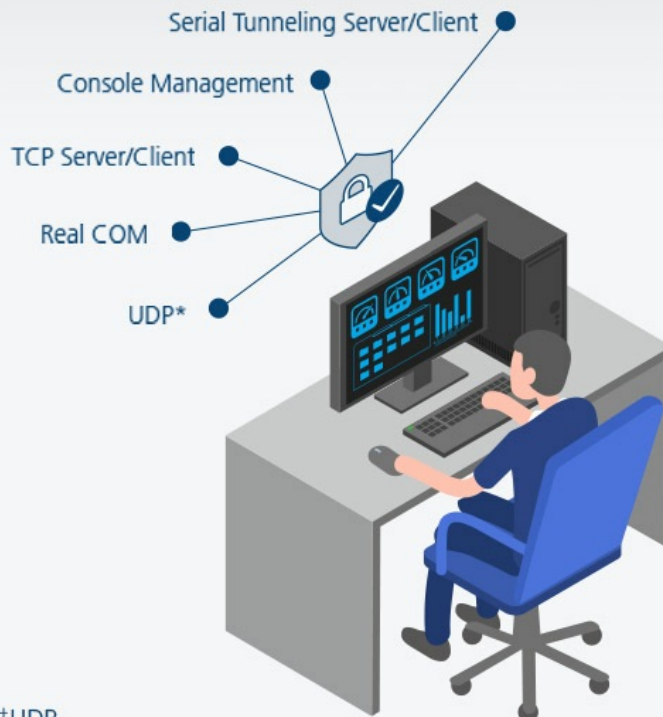 Serial Tunneling Server/Client
Console Management
TCP Server/Client
Real COM
UDP*